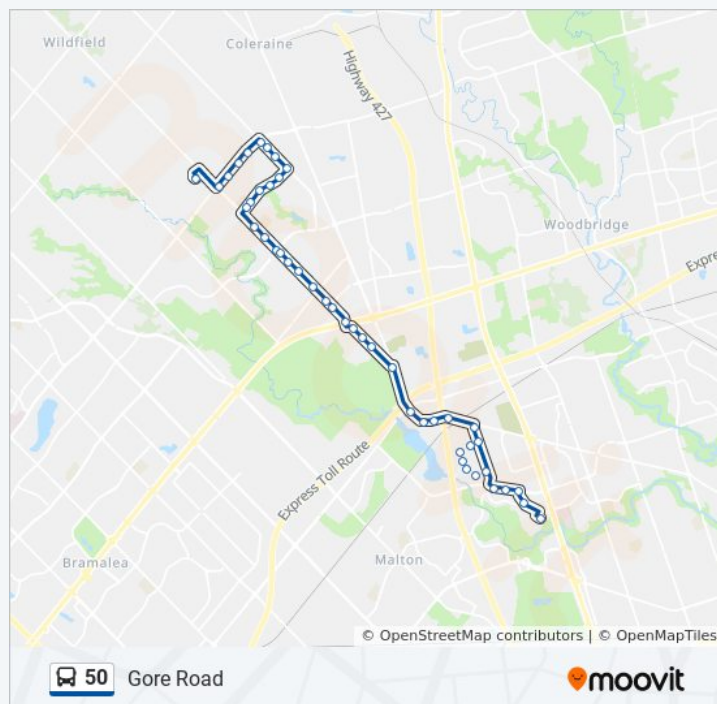 Wildfield
Coleraine
Highway 427
Woodbridge
Expre
Express Toll Route
Bramalea
Malton
© OpenStreetMap contributors | © OpenMapTiles
50 Gore Road
moovit